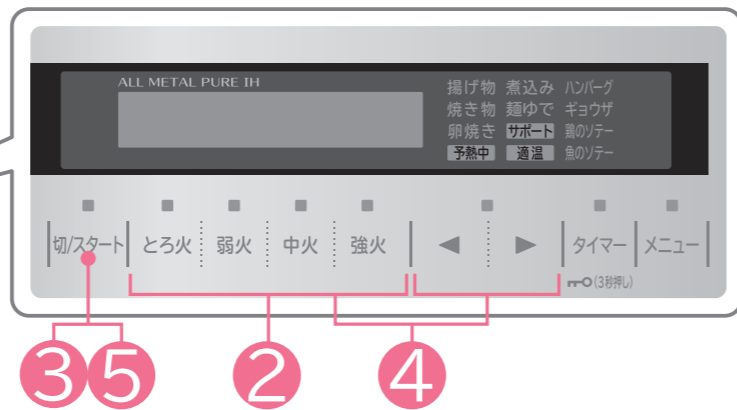 ALL METAL PURE IH
揚げ物 煮込み ハンバーグ
焼き物 麺ゆで ギョウザ
卵焼き サポート 鶏のソテー
予熱中 適温 魚のソテー
切/スタート とろ火 弱火 中火 強火 ◀ ▶ タイマー メニュー
(3秒押し)
3 5 2 4